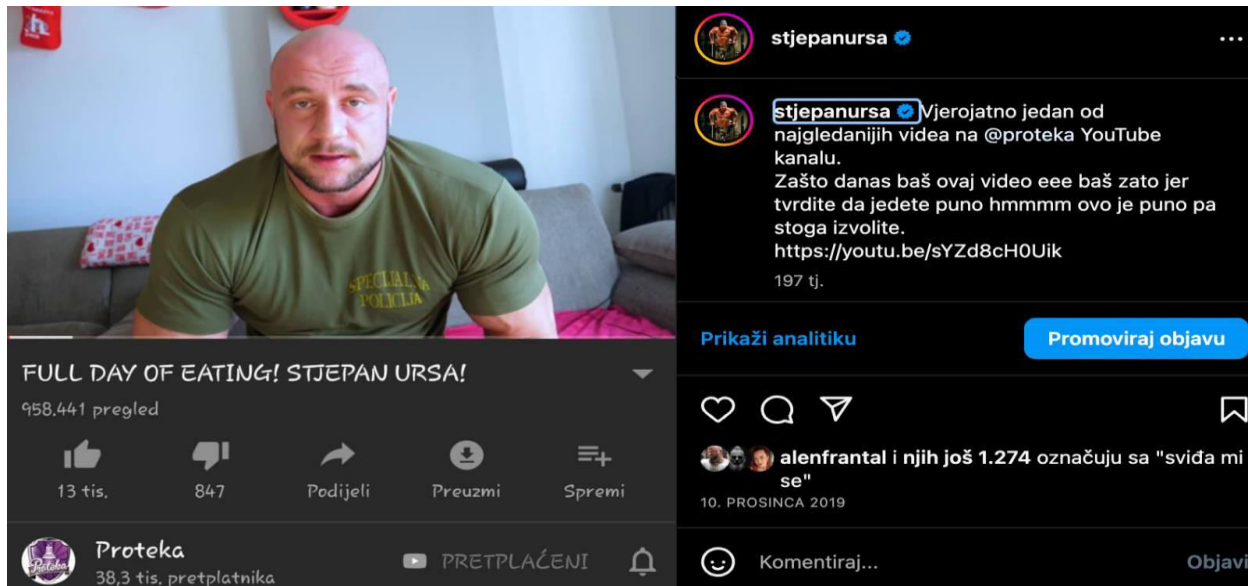 SPECIJALNA
POLICIJA
FULL DAY OF EATING! STJEPAN URSA!
958.441 pregled
13 tis.
847
Podijeli
Preuzmi
Spremi
Proteka
Proteka
38,3 tis. pretplatnika
PRETPLAĆENI
stjepanursa
stjepanursa Vjerojatno jedan od
najgledanijih videa na @proteka YouTube
kanalu.
Zašto danas baš ovaj video eee baš zato jer
tvrdite da jedete puno hmmmm ovo je puno pa
stoga izvolite.
https://youtu.be/sYZd8cH0Uik
197 tj.
Prikaži analitiku
Promoviraj objavu
alenfrantal i njih još 1.274 označuju sa "sviđa mi
se"
10. PROSINCA 2019
Komentiraj...
Objavi